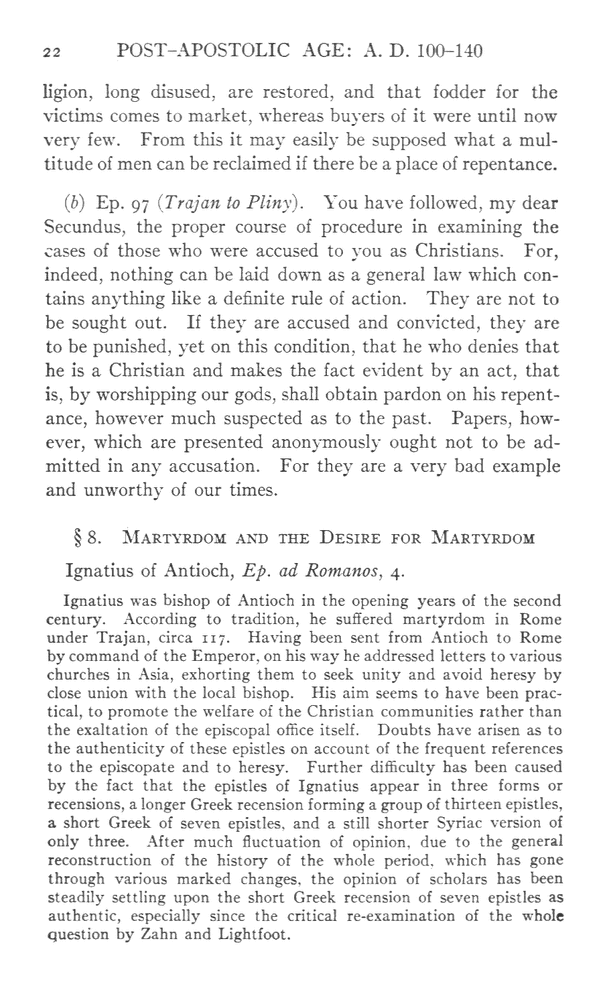 22 POST-APOSTOLIC AGE: A. D. 100-140
ligion, long disused, are restored, and that fodder for the
victims comes to market, whereas buyers of it were until now
very few. From this it may easily be supposed what a mul-
titude of men can be reclaimed if there be a place of repentance.
(b) Ep. 97 (Trajan to Pliny). You have followed, my dear
Secundus, the proper course of procedure in examining the
cases of those who were accused to you as Christians. For,
indeed, nothing can be laid down as a general law which con-
tains anything like a definite rule of action. They are not to
be sought out. If they are accused and convicted, they are
to be punished, yet on this condition, that he who denies that
he is a Christian and makes the fact evident by an act, that
is, by worshipping our gods, shall obtain pardon on his repent-
ance, however much suspected as to the past. Papers, how-
ever, which are presented anonymously ought not to be ad-
mitted in any accusation. For they are a very bad example
and unworthy of our times.
§ 8. Martyrdom and the Desire for Martyrdom
Ignatius of Antioch, Ep. ad Romanos, 4.
Ignatius was bishop of Antioch in the opening years of the second
century. According to tradition, he suffered martyrdom in Rome
under Trajan, circa 117. Having been sent from Antioch to Rome
by command of the Emperor, on his way he addressed letters to various
churches in Asia, exhorting them to seek unity and avoid heresy by
close union with the local bishop. His aim seems to have been prac-
tical, to promote the welfare of the Christian communities rather than
the exaltation of the episcopal office itself. Doubts have arisen as to
the authenticity of these epistles on account of the frequent references
to the episcopate and to heresy. Further difficulty has been caused
by the fact that the epistles of Ignatius appear in three forms or
recensions, a longer Greek recension forming a group of thirteen epistles,
a short Greek of seven epistles, and a still shorter Syriac version of
only three. After much fluctuation of opinion, due to the general
reconstruction of the history of the whole period, which has gone
through various marked changes, the opinion of scholars has been
steadily settling upon the short Greek recension of seven epistles as
authentic, especially since the critical re-examination of the whole
question by Zahn and Lightfoot.